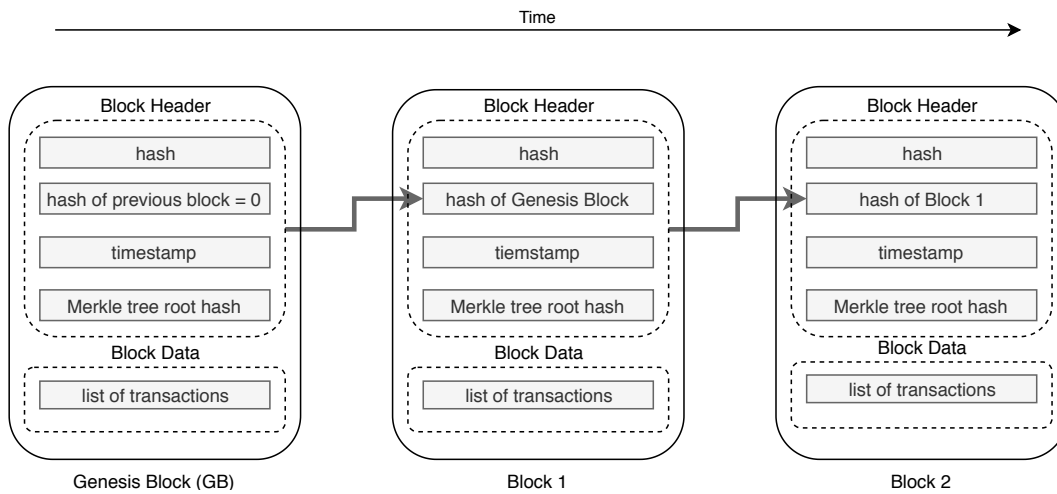 Time
Block Header
hash
hash of previous block = 0
timestamp
Merkle tree root hash
Block Data
list of transactions
Genesis Block (GB)
Block Header
hash
hash of Genesis Block
tiemstamp
Merkle tree root hash
Block Data
list of transactions
Block 1
Block Header
hash
hash of Block 1
timestamp
Merkle tree root hash
Block Data
list of transactions
Block 2